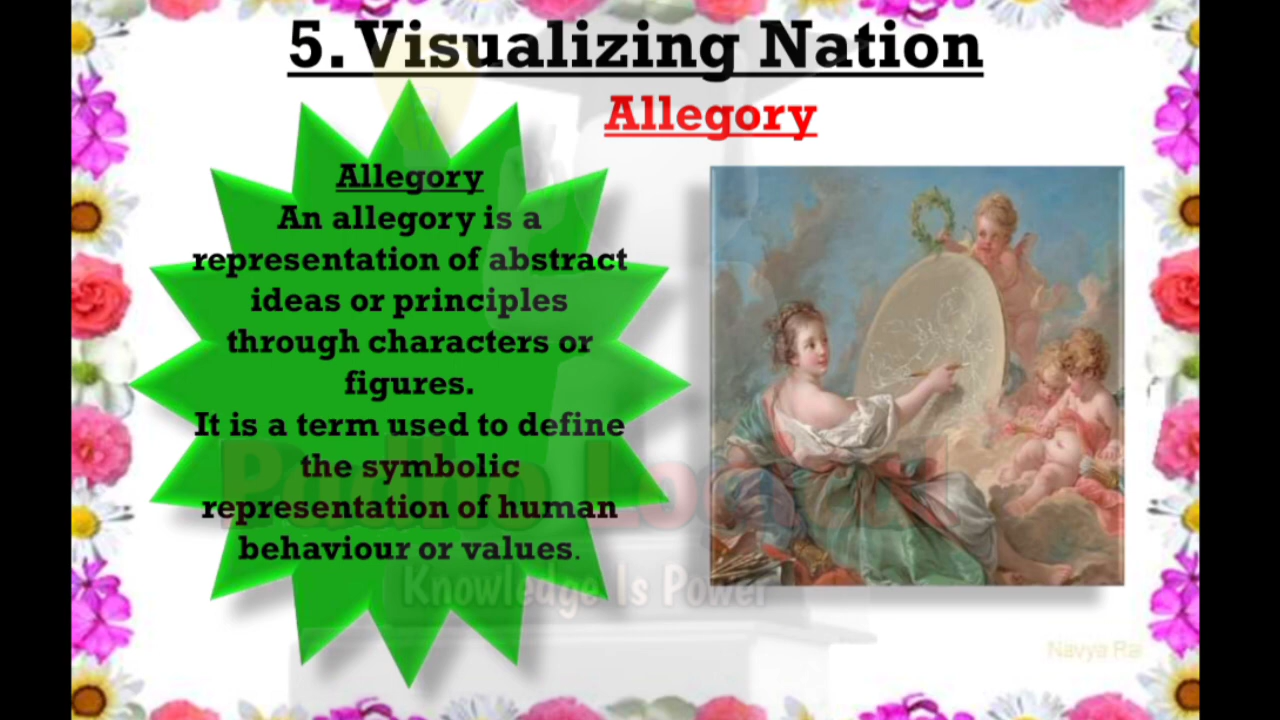 5. Visualizing Nation
Allegory
Allegory
An allegory is a
representation of abstract
ideas or principles
through characters or
figures.
It is a term used to define
the symbolic
representation of human
behaviour or values.
Knowledge Is Power
Navya Rai